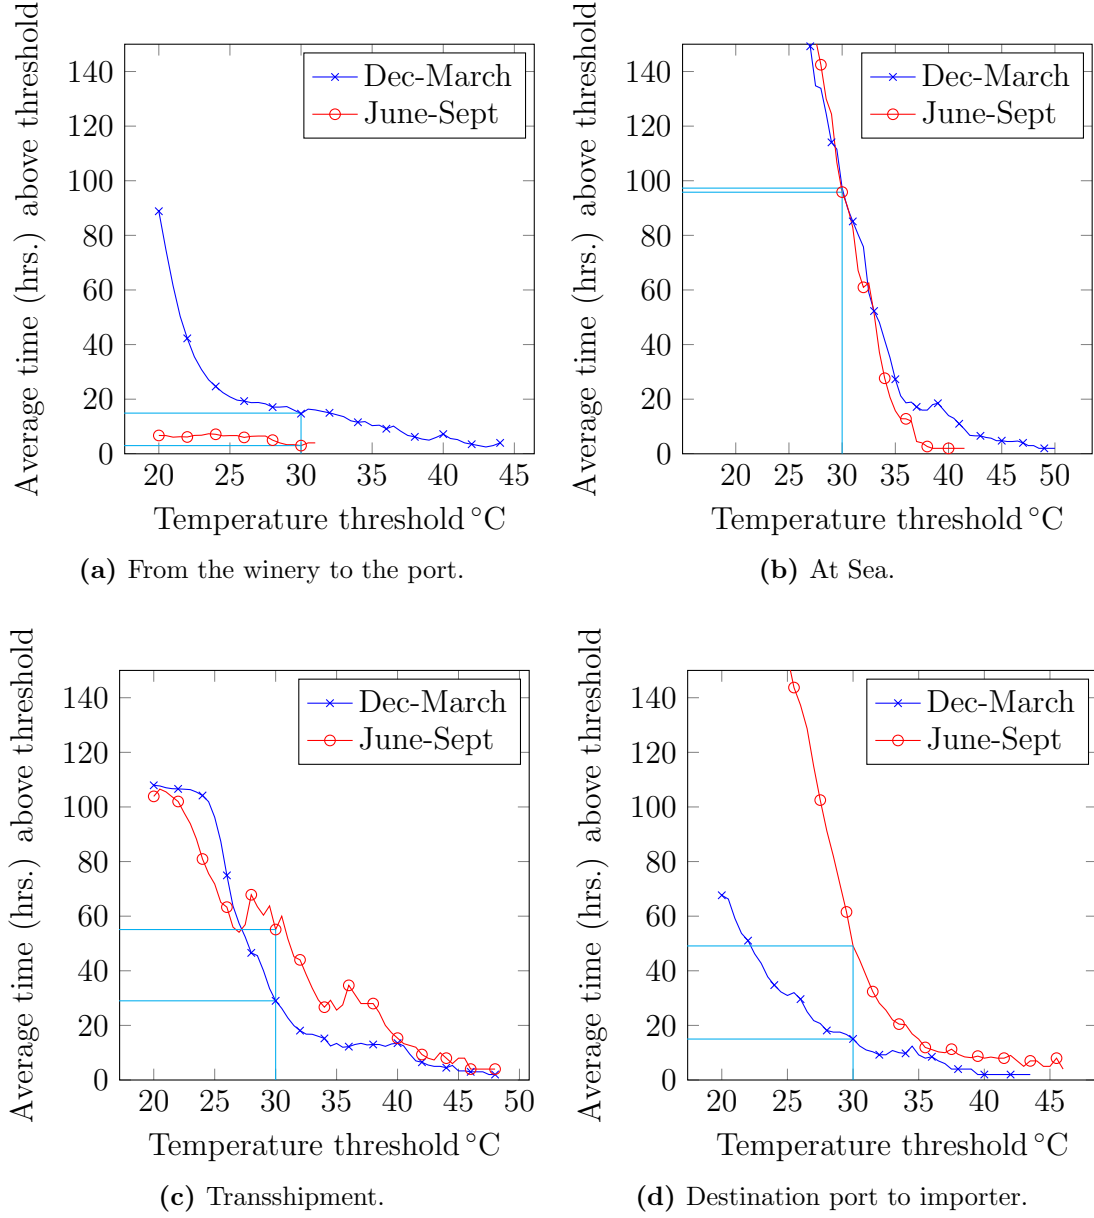 Average time (hrs.) above threshold
140
120
100
80
60
40
20
0
Dec-March
June-Sept
20 25 30 35 40 45
Temperature threshold °C
(a) From the winery to the port.
Average time (hrs.) above threshold
140
120
100
80
60
40
20
0
Dec-March
June-Sept
20 25 30 35 40 45 50
Temperature threshold °C
(b) At Sea.
Average time (hrs.) above threshold
140
120
100
80
60
40
20
0
Dec-March
June-Sept
20 25 30 35 40 45 50
Temperature threshold °C
(c) Transshipment.
Average time (hrs.) above threshold
140
120
100
80
60
40
20
0
Dec-March
June-Sept
20 25 30 35 40 45
Temperature threshold °C
(d) Destination port to importer.